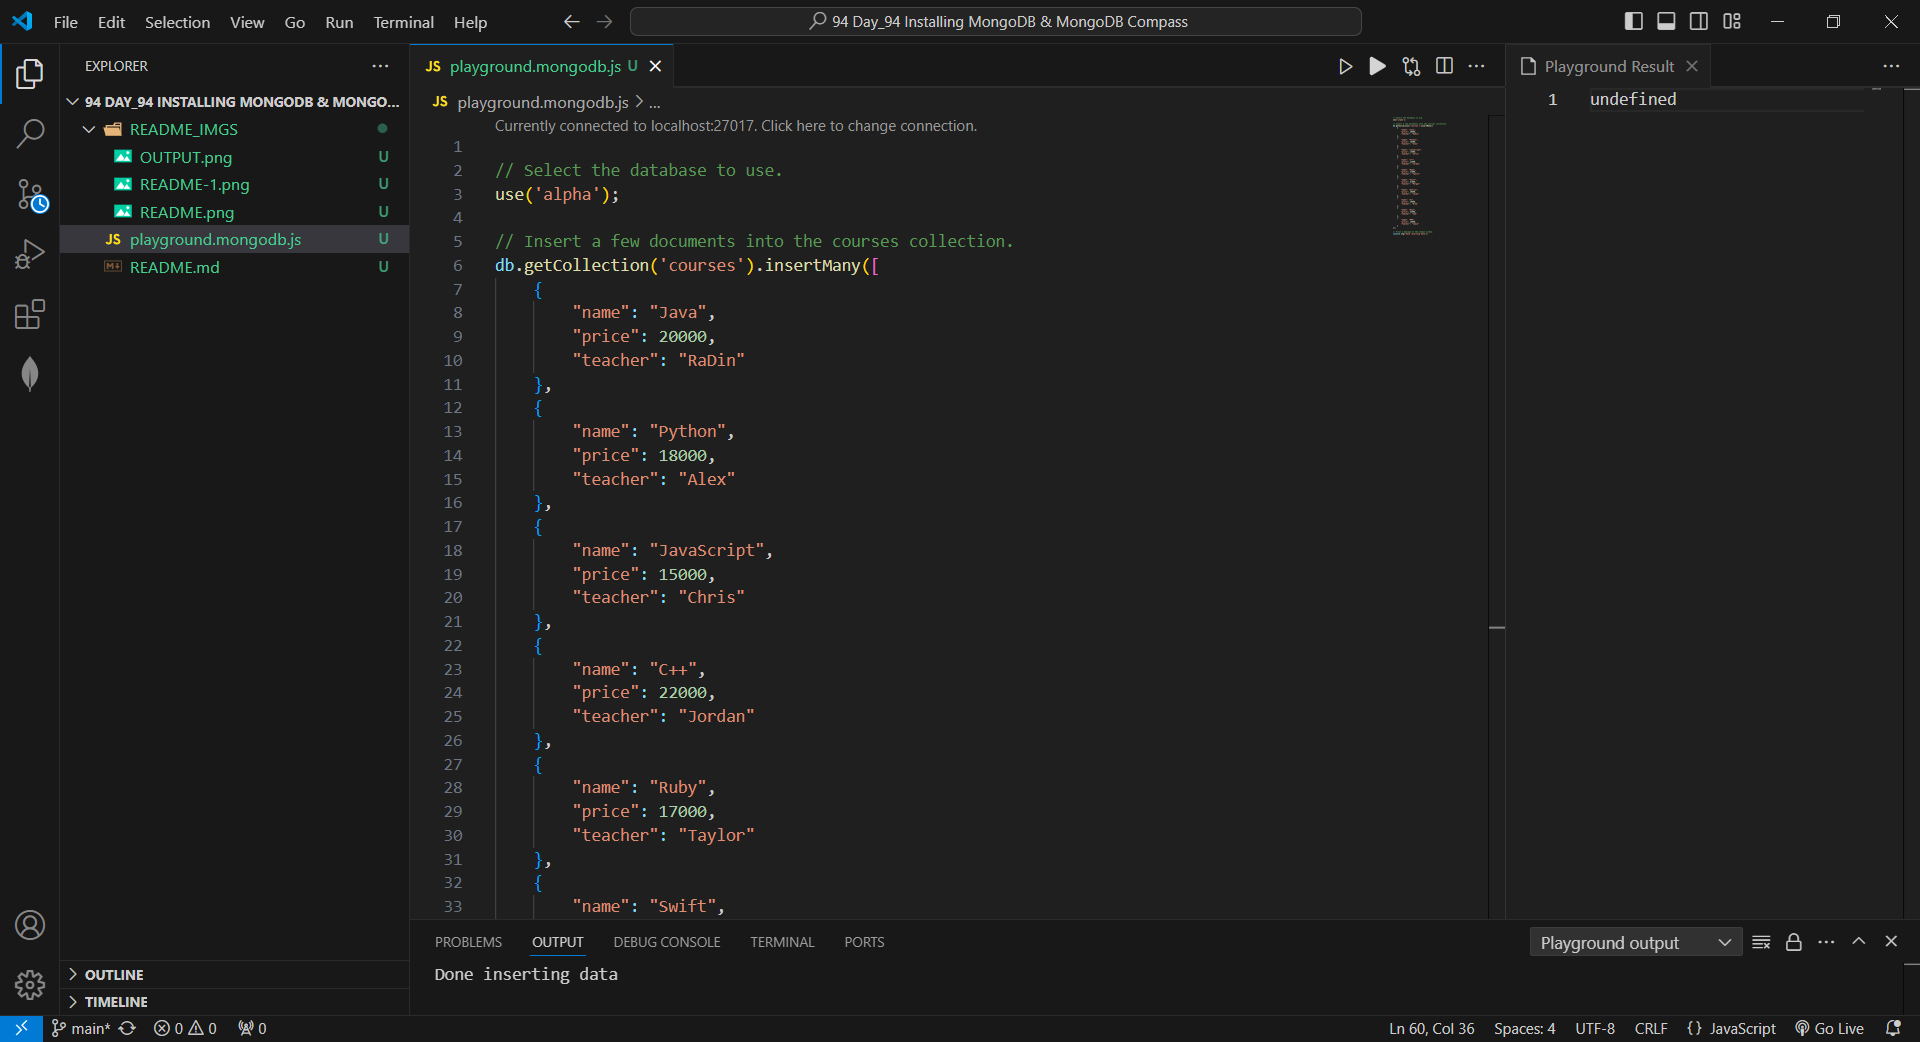 File Edit Selection View Go Run Terminal Help
94 Day_94 Installing MongoDB & MongoDB Compass
EXPLORER
94 DAY_94 INSTALLING MONGODB & MONGO...
README_IMGS
OUTPUT.png U
README-1.png U
README.png U
JS playground.mongodb.js U
README.md U
OUTLINE
TIMELINE
JS playground.mongodb.js U
JS playground.mongodb.js > ...
Currently connected to localhost:27017. Click here to change connection.
1
2 // Select the database to use.
3 use('alpha');
4
5 // Insert a few documents into the courses collection.
6 db.getCollection('courses').insertMany([
7 {
8 "name": "Java",
9 "price": 20000,
10 "teacher": "RaDin"
11 },
12 {
13 "name": "Python",
14 "price": 18000,
15 "teacher": "Alex"
16 },
17 {
18 "name": "JavaScript",
19 "price": 15000,
20 "teacher": "Chris"
21 },
22 {
23 "name": "C++",
24 "price": 22000,
25 "teacher": "Jordan"
26 },
27 {
28 "name": "Ruby",
29 "price": 17000,
30 "teacher": "Taylor"
31 },
32 {
33 "name": "Swift",
Playground Result
1 undefined
PROBLEMS OUTPUT DEBUG CONSOLE TERMINAL PORTS
Playground output
Done inserting data
main* 0 0 0
Ln 60, Col 36 Spaces: 4 UTF-8 CRLF {} JavaScript Go Live